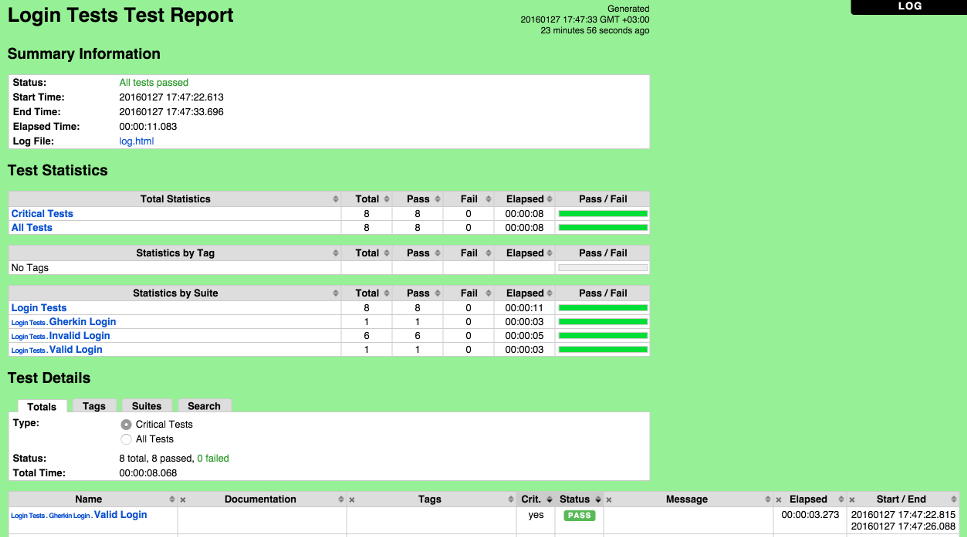 LOG
Login Tests Test Report
Generated
20160127 17:47:33 GMT +03:00
23 minutes 56 seconds ago
Summary Information
Status: All tests passed
Start Time: 20160127 17:47:22.613
End Time: 20160127 17:47:33.696
Elapsed Time: 00:00:11.083
Log File: log.html
Test Statistics
Total Statistics Total Pass Fail Elapsed Pass / Fail
Critical Tests 8 8 0 00:00:08
All Tests 8 8 0 00:00:08
Statistics by Tag Total Pass Fail Elapsed Pass / Fail
No Tags
Statistics by Suite Total Pass Fail Elapsed Pass / Fail
Login Tests 8 8 0 00:00:11
Login Tests . Gherkin Login 1 1 0 00:00:03
Login Tests . Invalid Login 6 6 0 00:00:05
Login Tests . Valid Login 1 1 0 00:00:03
Test Details
Totals Tags Suites Search
Type: Critical Tests
All Tests
Status: 8 total, 8 passed, 0 failed
Total Time: 00:00:08.068
Name × Documentation × Tags Crit. Status × Message × Elapsed × Start / End
Login Tests . Gherkin Login . Valid Login yes PASS 00:00:03.273 20160127 17:47:22.815
20160127 17:47:26.088